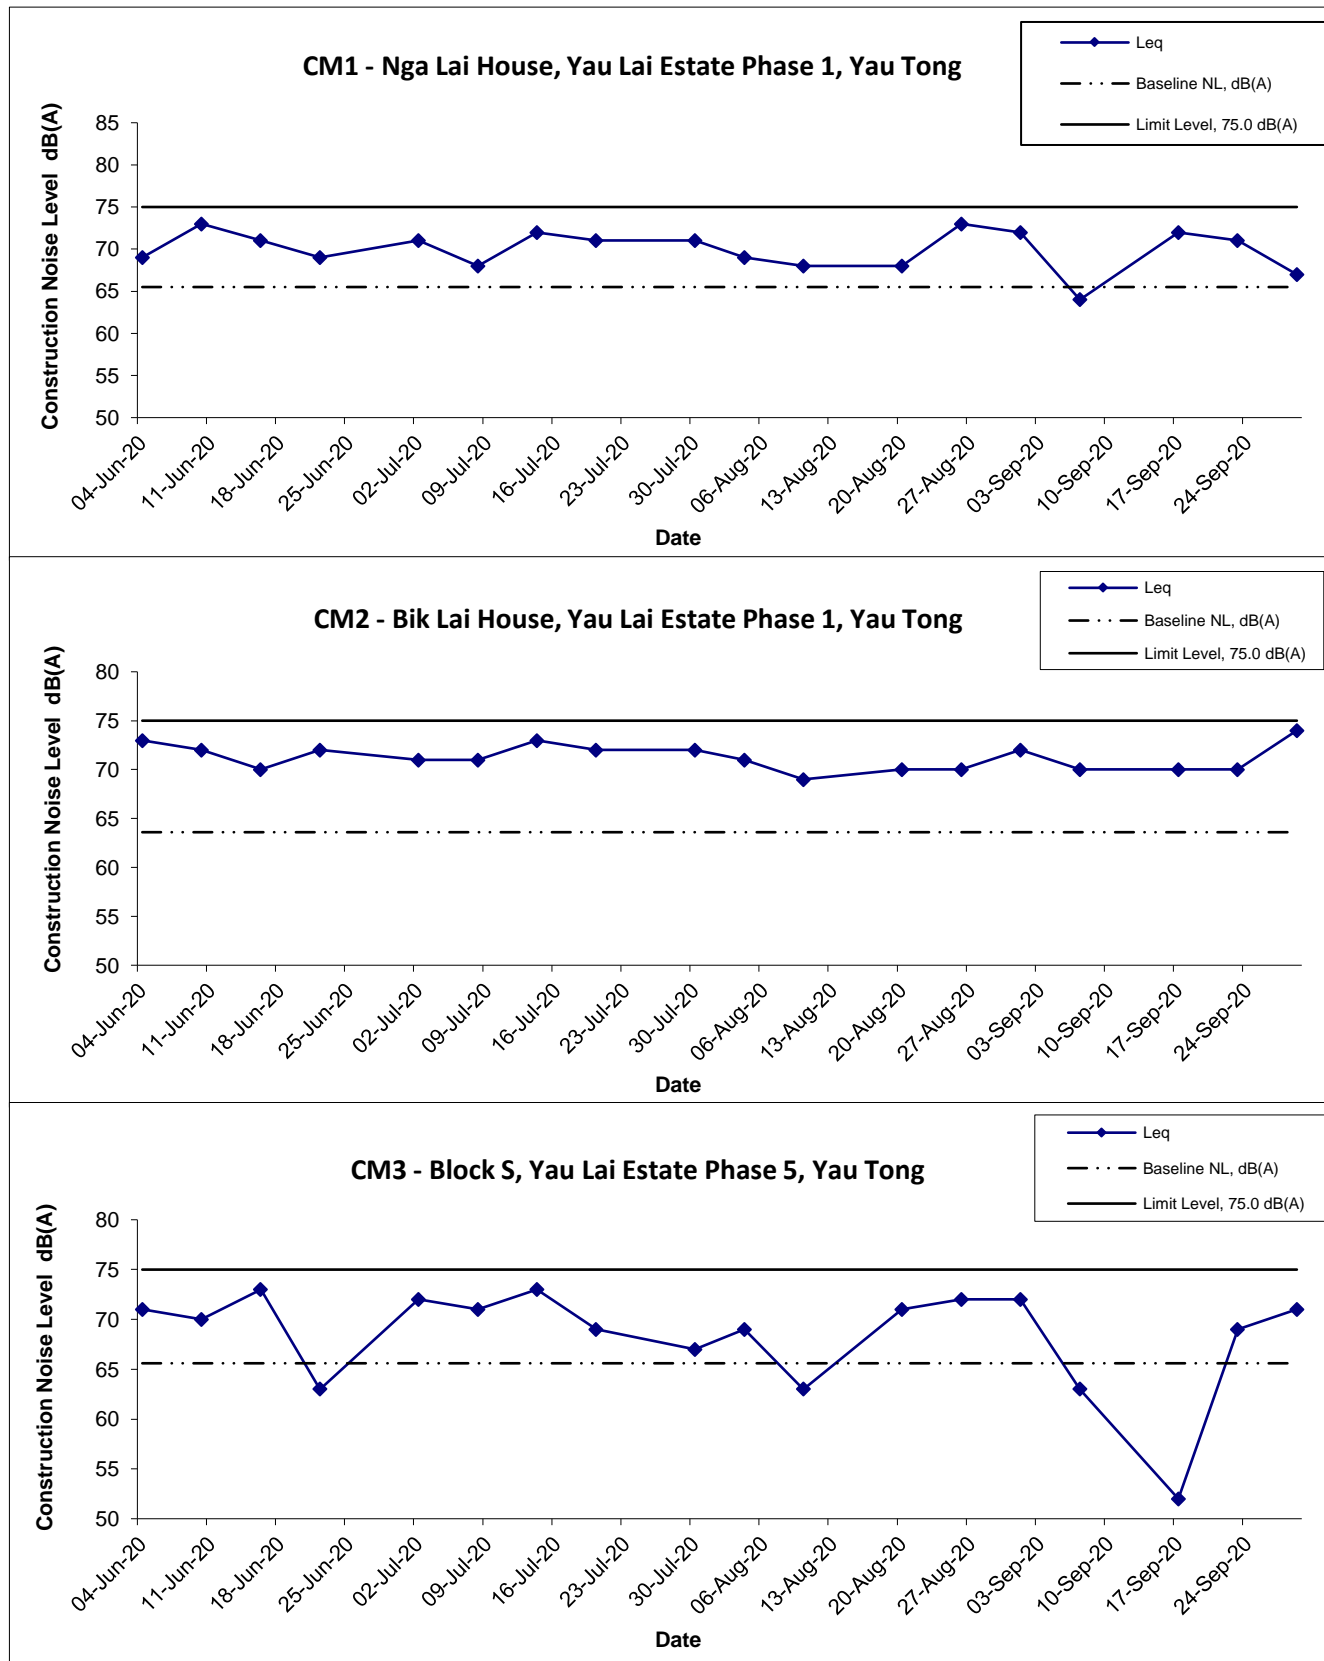 CM1 - Nga Lai House, Yau Lai Estate Phase 1, Yau Tong
Leq
Baseline NL, dB(A)
Limit Level, 75.0 dB(A)
Construction Noise Level dB(A)
85
80
75
70
65
60
55
50
04-Jun-20
11-Jun-20
18-Jun-20
25-Jun-20
02-Jul-20
09-Jul-20
16-Jul-20
23-Jul-20
30-Jul-20
06-Aug-20
13-Aug-20
20-Aug-20
27-Aug-20
03-Sep-20
10-Sep-20
17-Sep-20
24-Sep-20
Date
CM2 - Bik Lai House, Yau Lai Estate Phase 1, Yau Tong
Leq
Baseline NL, dB(A)
Limit Level, 75.0 dB(A)
Construction Noise Level dB(A)
80
75
70
65
60
55
50
04-Jun-20
11-Jun-20
18-Jun-20
25-Jun-20
02-Jul-20
09-Jul-20
16-Jul-20
23-Jul-20
30-Jul-20
06-Aug-20
13-Aug-20
20-Aug-20
27-Aug-20
03-Sep-20
10-Sep-20
17-Sep-20
24-Sep-20
Date
CM3 - Block S, Yau Lai Estate Phase 5, Yau Tong
Leq
Baseline NL, dB(A)
Limit Level, 75.0 dB(A)
Construction Noise Level dB(A)
80
75
70
65
60
55
50
04-Jun-20
11-Jun-20
18-Jun-20
25-Jun-20
02-Jul-20
09-Jul-20
16-Jul-20
23-Jul-20
30-Jul-20
06-Aug-20
13-Aug-20
20-Aug-20
27-Aug-20
03-Sep-20
10-Sep-20
17-Sep-20
24-Sep-20
Date